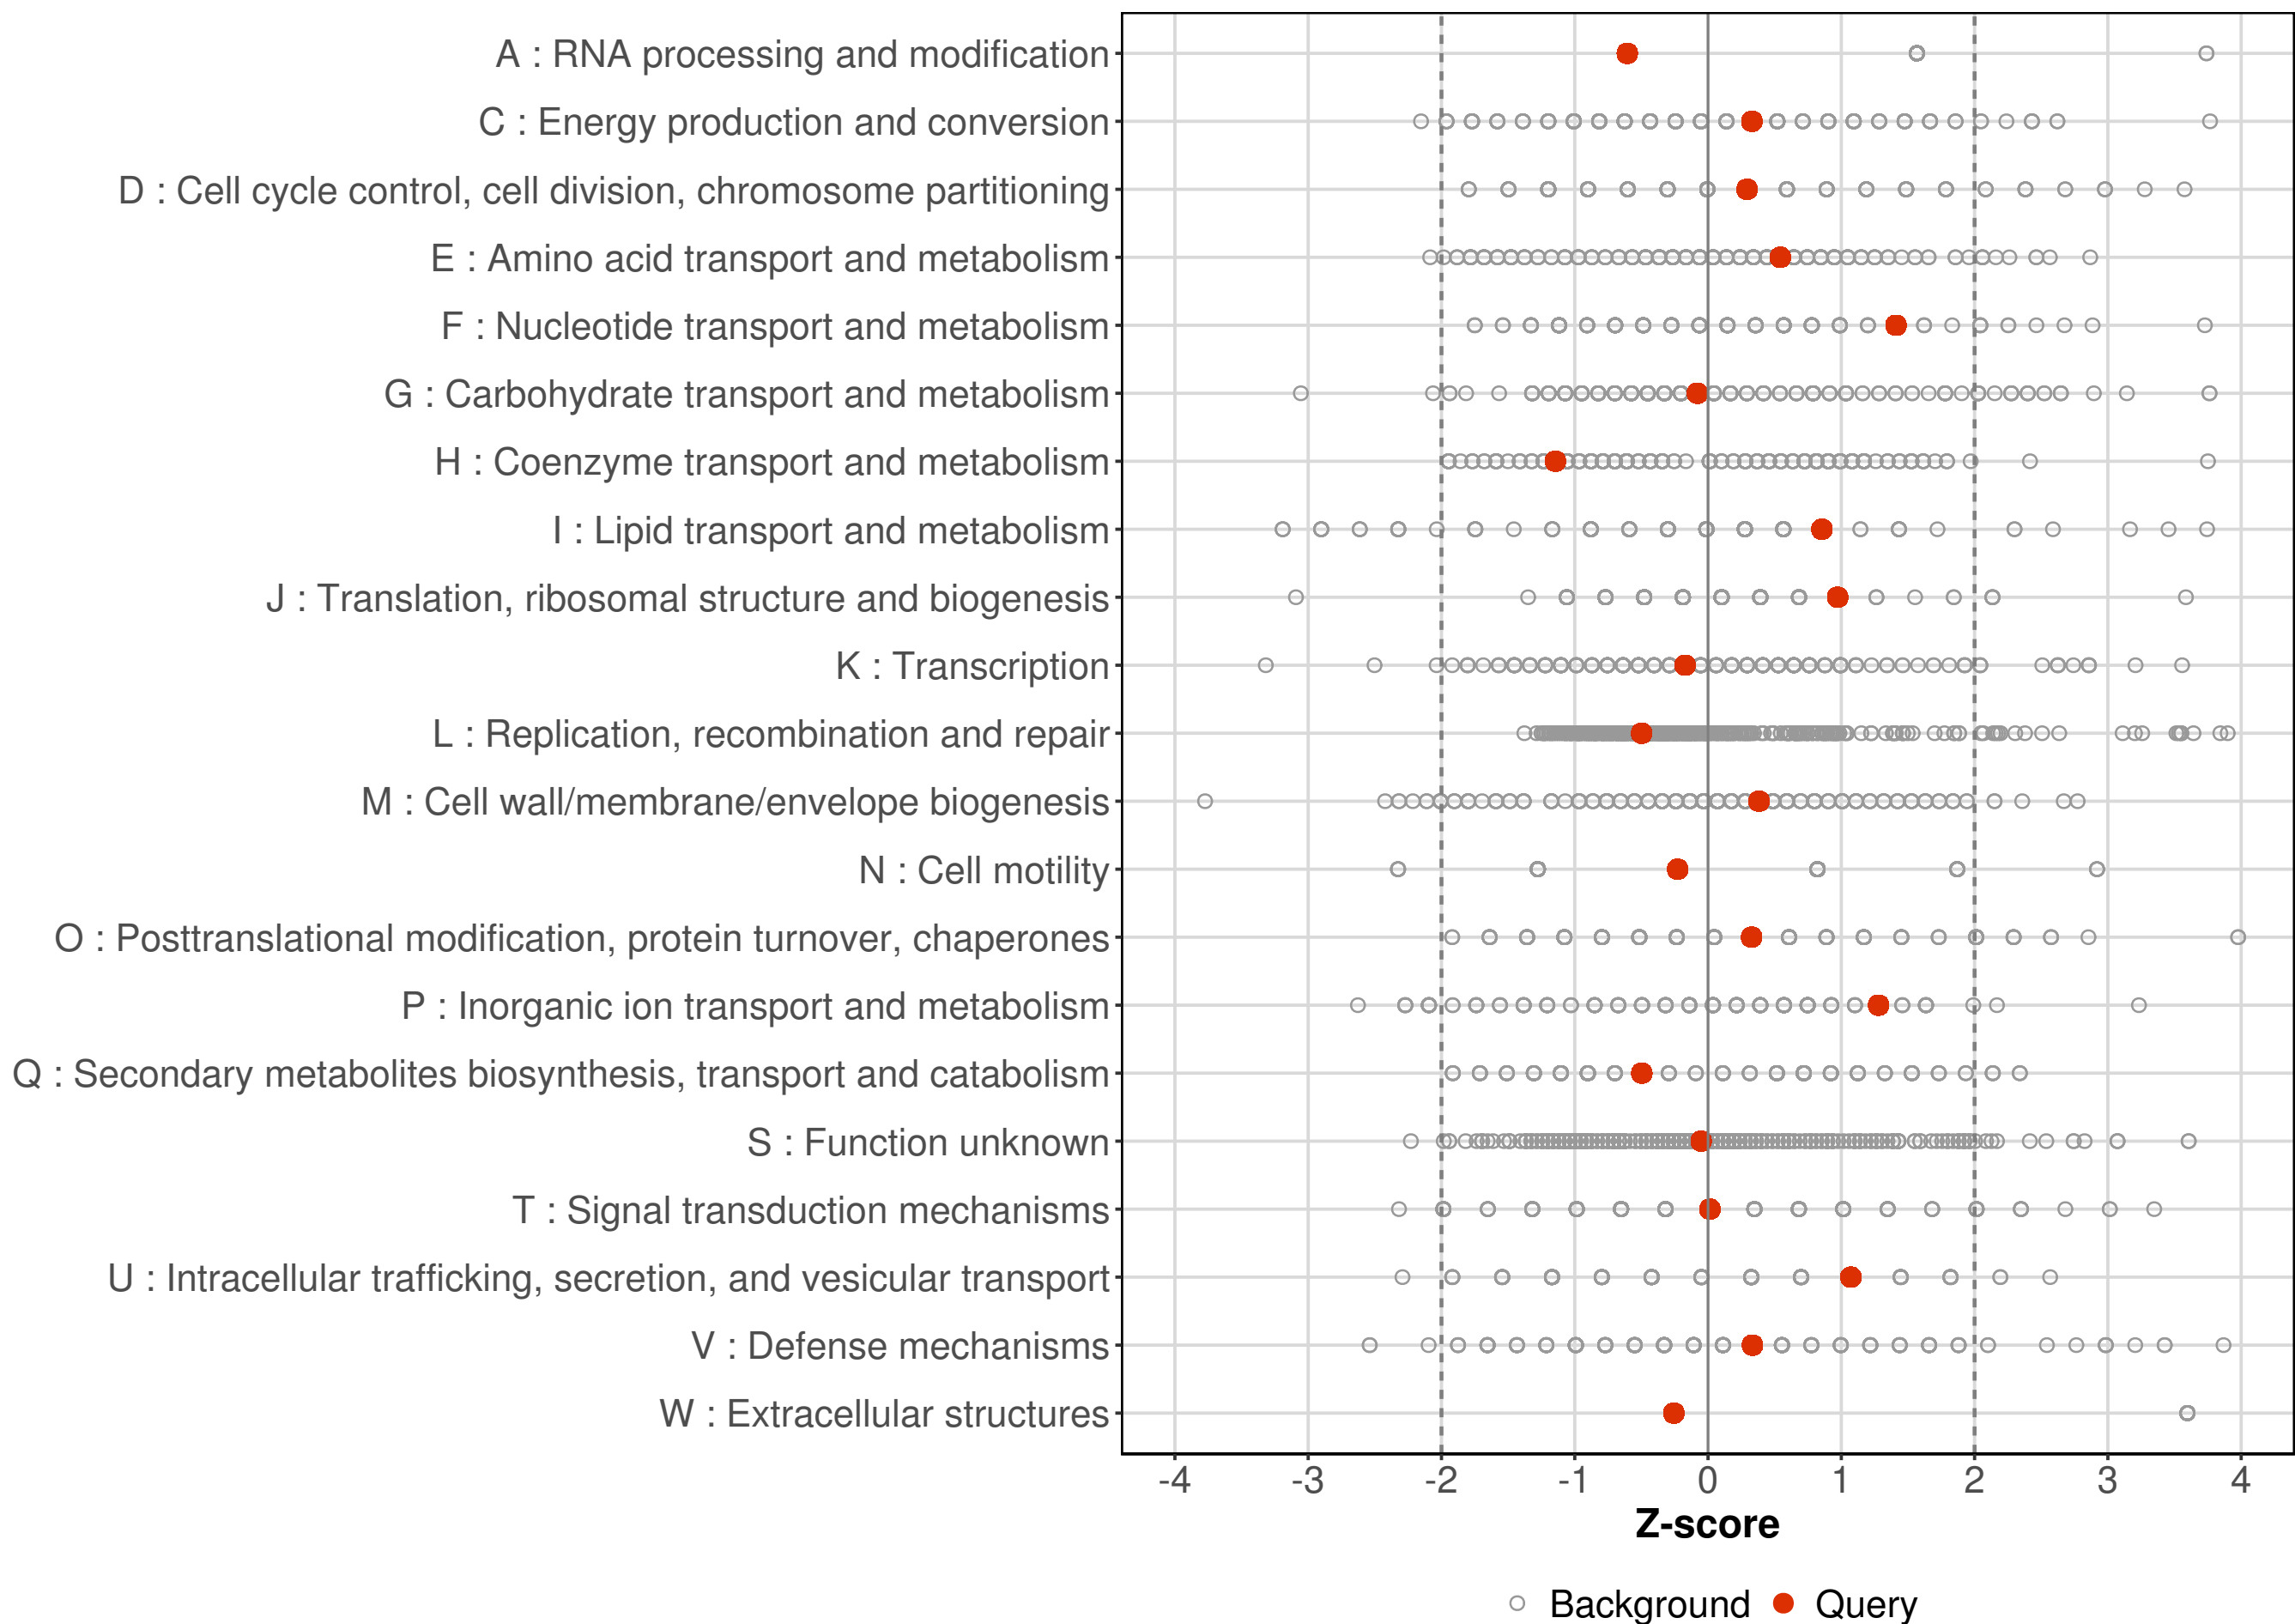 A : RNA processing and modification
C : Energy production and conversion
D : Cell cycle control, cell division, chromosome partitioning
E : Amino acid transport and metabolism
F : Nucleotide transport and metabolism
G : Carbohydrate transport and metabolism
H : Coenzyme transport and metabolism
I : Lipid transport and metabolism
J : Translation, ribosomal structure and biogenesis
K : Transcription
L : Replication, recombination and repair
M : Cell wall/membrane/envelope biogenesis
N : Cell motility
O : Posttranslational modification, protein turnover, chaperones
P : Inorganic ion transport and metabolism
Q : Secondary metabolites biosynthesis, transport and catabolism
S : Function unknown
T : Signal transduction mechanisms
U : Intracellular trafficking, secretion, and vesicular transport
V : Defense mechanisms
W : Extracellular structures
-4 -3 -2 -1 0 1 2 3 4
Z-score
Background Query